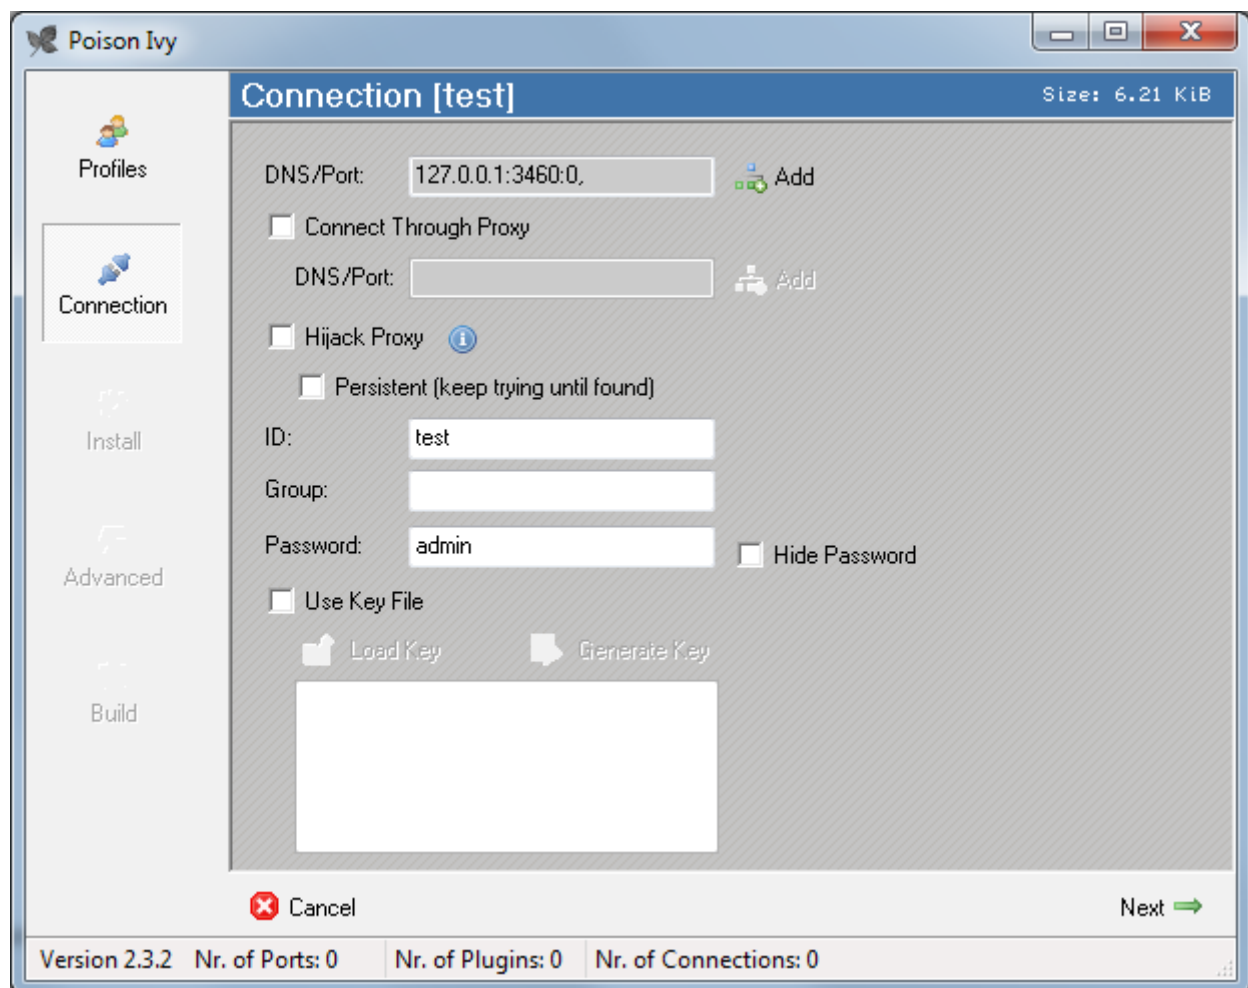 Poison Ivy
Connection [test] Size: 6.21 KiB
Profiles
DNS/Port: 127.0.0.1:3460:0, Add
Connect Through Proxy
Connection
DNS/Port: Add
Hijack Proxy
Persistent (keep trying until found)
Install
ID: test
Group:
Password: admin Hide Password
Advanced
Use Key File
Load Key Generate Key
Build
Cancel Next
Version 2.3.2 Nr. of Ports: 0 Nr. of Plugins: 0 Nr. of Connections: 0